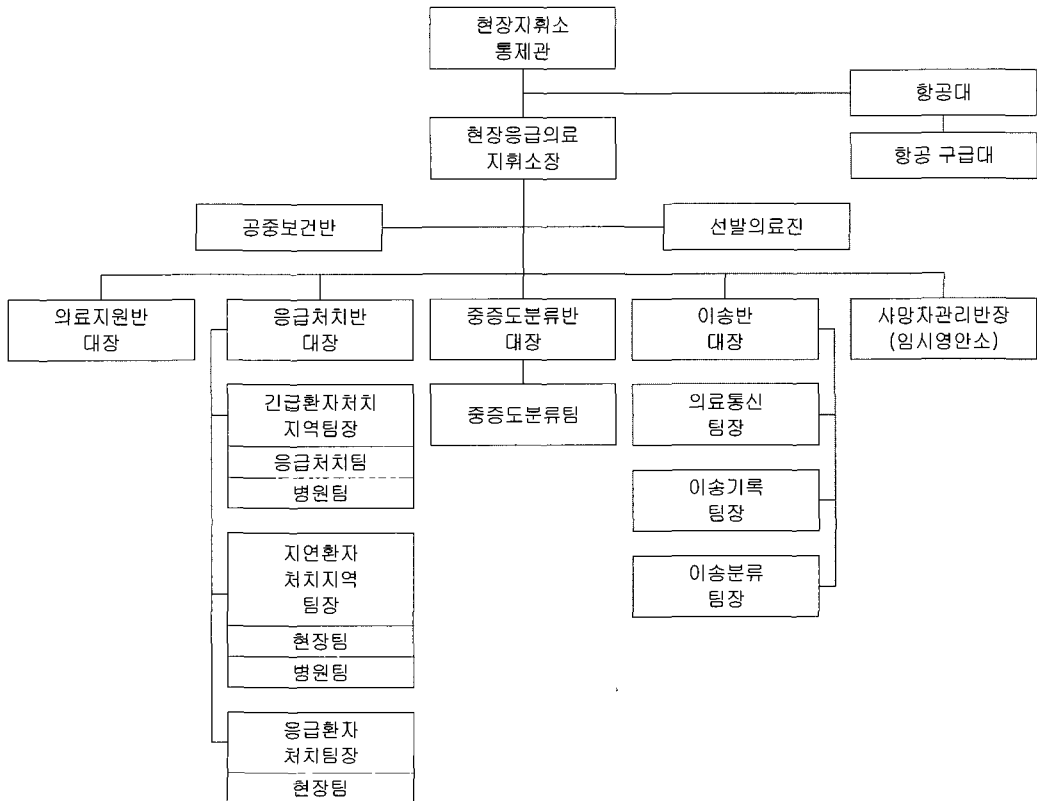 현장지휘소
통제관
항공대
현장응급의료
지휘소장
항공 구급대
공중보건반
선발의료진
의료지원반
대장
응급처치반
대장
중증도분류반
대장
이송반
대장
사망차관리반장
(임시영안소)
긴급환자처치
지역팀장
응급처치팀
병원팀
중증도분류팀
의료통신
팀장
이송기록
팀장
지연환자
처치지역
팀장
현장팀
병원팀
이송분류
팀장
응급환자
처치팀장
현장팀